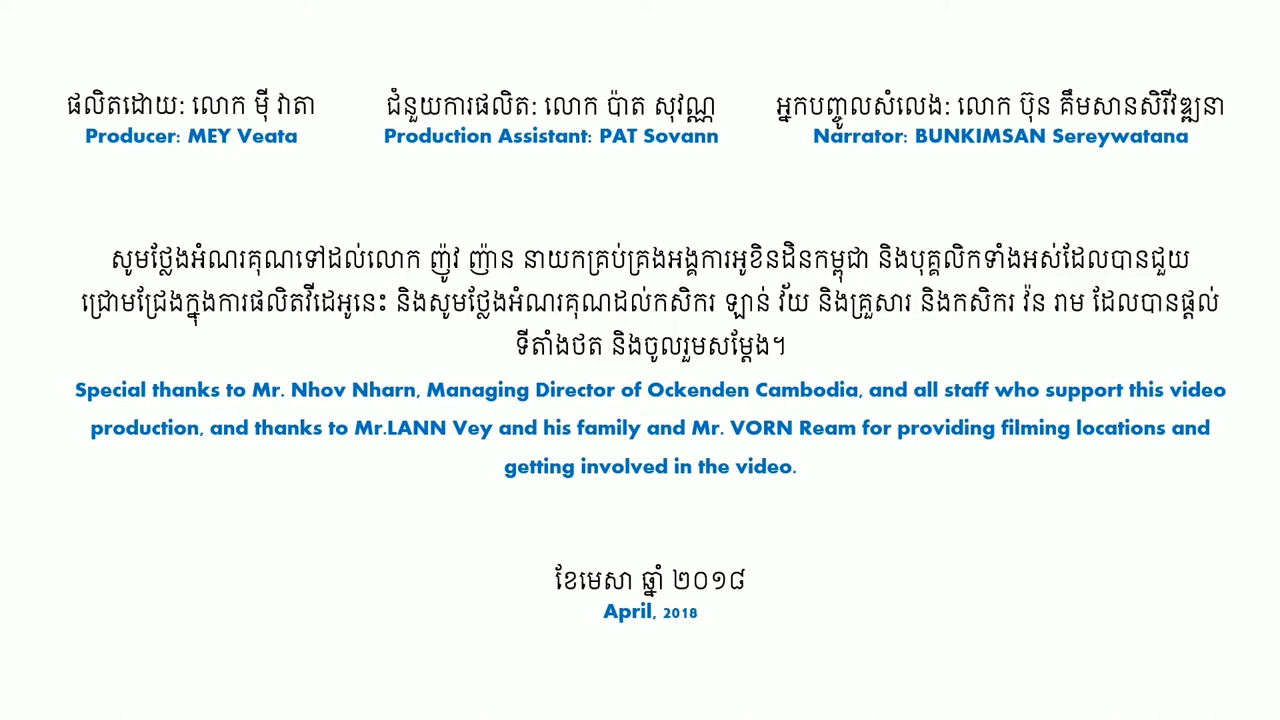 ផលិតដោយ: លោក ម៉ី វាតា
Producer: MEY Veata
ជំនួយការផលិត: លោក ប៉ាត សុវណ្ណ
Production Assistant: PAT Sovann
អ្នកបញ្ចូលសំលេង: លោក ប៊ុន គឹមសានសិរីវឌ្ឍនា
Narrator: BUNKIMSAN Sereywatana
សូមថ្លែងអំណរគុណទៅដល់លោក ញ៉ូវ ញ៉ាន នាយកគ្រប់គ្រងអង្គការអូខិនដិនកម្ពុជា និងបុគ្គលិកទាំងអស់ដែលបានជួយ
ជ្រោមជ្រែងក្នុងការផលិតវីដេអូនេះ និងសូមថ្លែងអំណរគុណដល់កសិករ ឡាន់ វ័យ និងគ្រួសារ និងកសិករ វ៉ន រាម ដែលបានផ្តល់
ទីតាំងថត និងចូលរួមសម្តែង។
Special thanks to Mr. Nhov Nharn, Managing Director of Ockenden Cambodia, and all staff who support this video
production, and thanks to Mr.LANN Vey and his family and Mr. VORN Ream for providing filming locations and
getting involved in the video.
ខែមេសា ឆ្នាំ ២០១៨
April, 2018